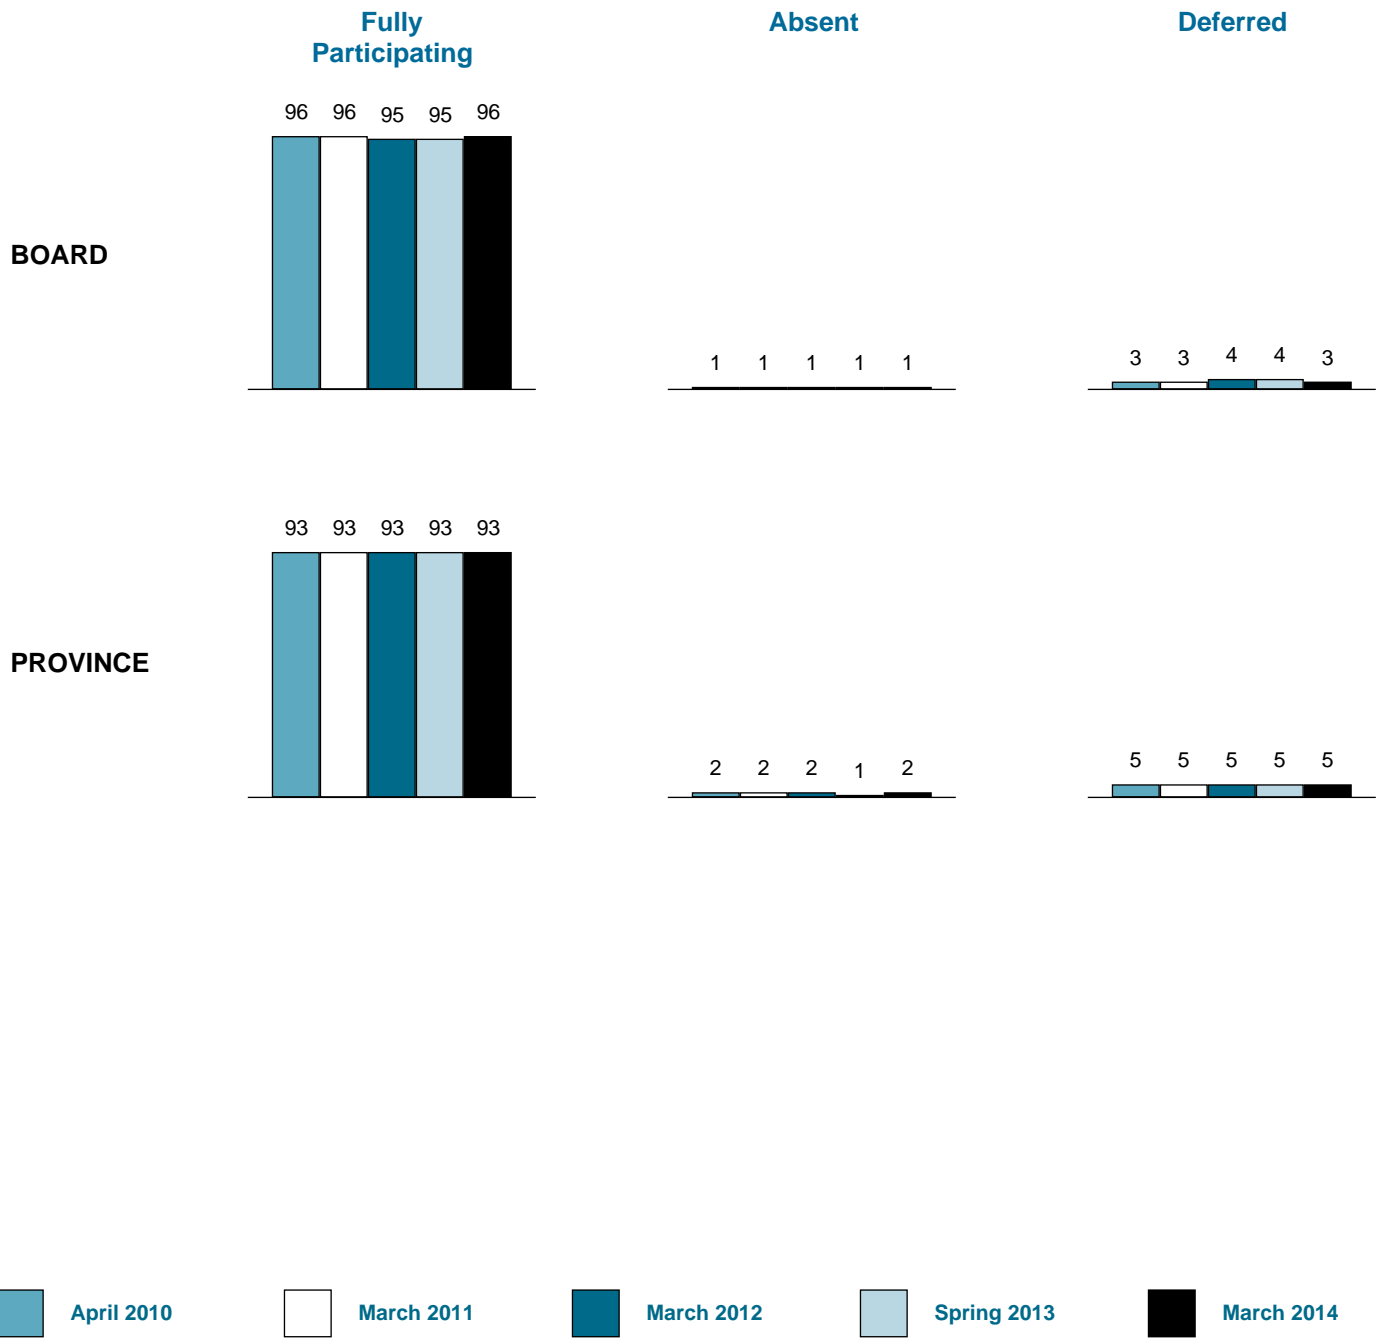 Fully
Participating
Absent
Deferred
96 96 95 95 96
BOARD
1 1 1 1 1
3 3 4 4 3
93 93 93 93 93
PROVINCE
2 2 2 1 2
5 5 5 5 5
April 2010
March 2011
March 2012
Spring 2013
March 2014